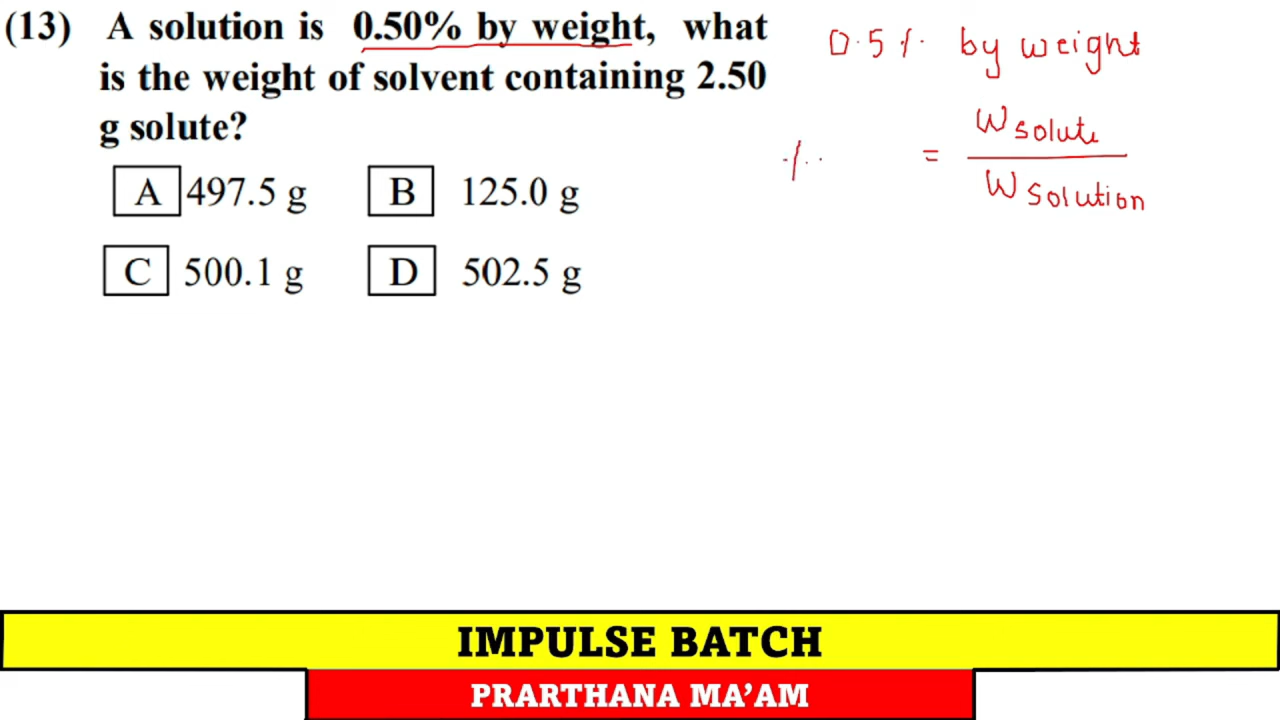 (13) A solution is 0.50% by weight, what
is the weight of solvent containing 2.50
g solute?
A 497.5 g B 125.0 g
C 500.1 g D 502.5 g
0.5 % by weight
% = W solute
W solution
IMPULSE BATCH
PRARTHANA MA'AM